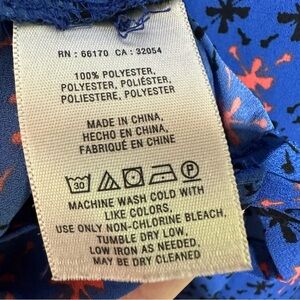 RN : 66170 CA : 32054
100% POLYESTER,
POLYESTER, POLIÉSTER,
POLIESTERE, POLYESTER
MADE IN CHINA,
HECHO EN CHINA,
FABRIQUÉ EN CHINE
30 P
MACHINE WASH COLD WITH
LIKE COLORS,
USE ONLY NON-CHLORINE BLEACH,
TUMBLE DRY LOW,
LOW IRON AS NEEDED,
MAY BE DRY CLEANED